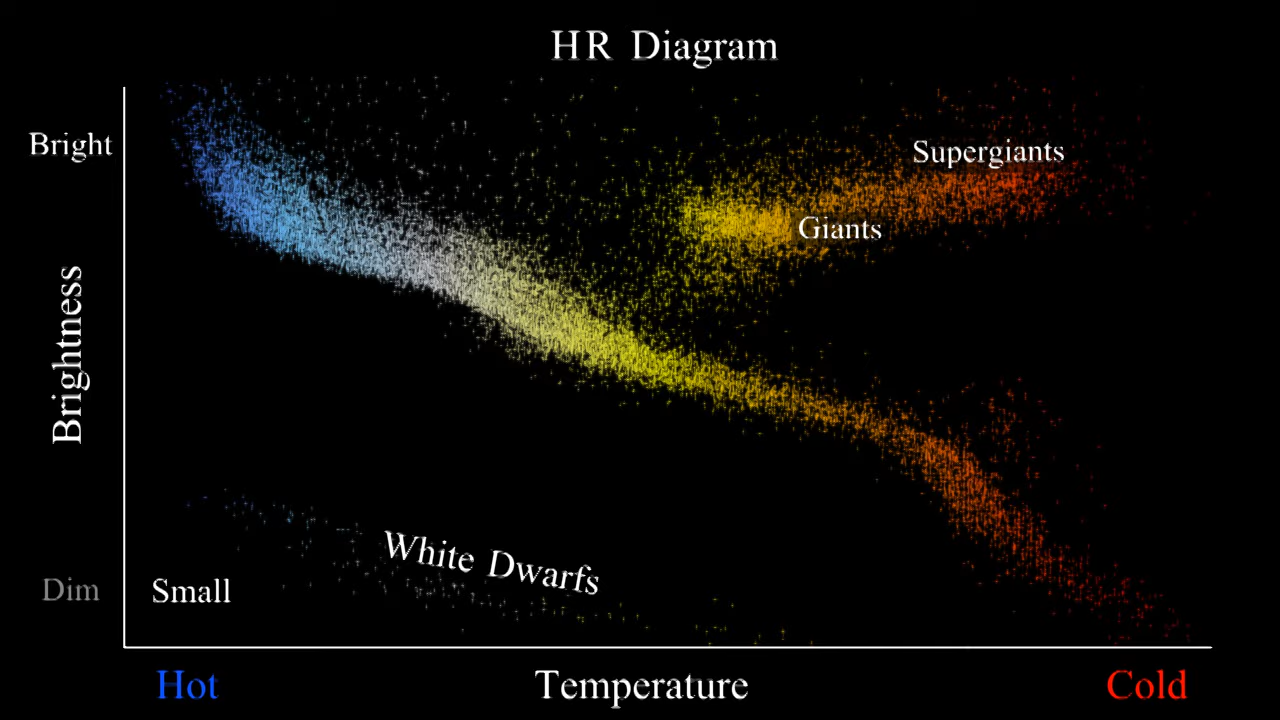 HR Diagram
Bright
Supergiants
Giants
Brightness
White Dwarfs
Dim
Small
Hot
Temperature
Cold